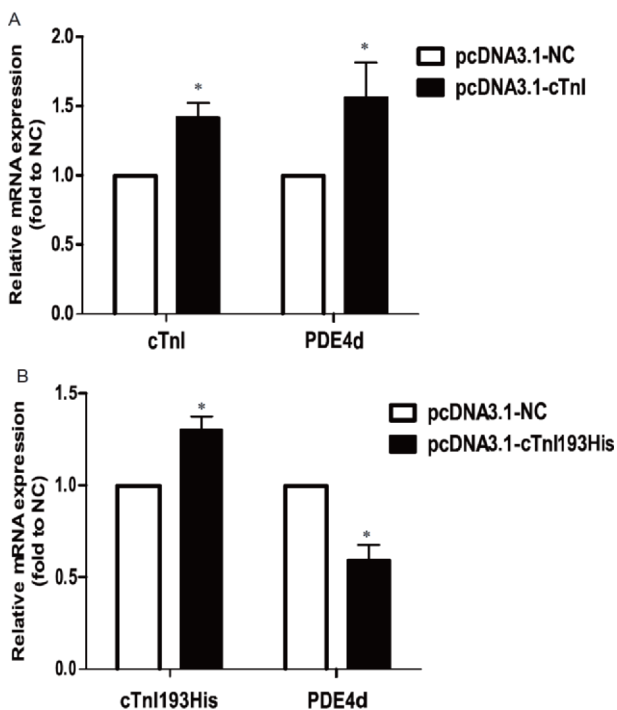 A
Relative mRNA expression
(fold to NC)
2.0
1.5
1.0
0.5
0.0
*
*
cTnI
PDE4d
pcDNA3.1-NC
pcDNA3.1-cTnI
B
Relative mRNA expression
(fold to NC)
1.5
1.0
0.5
0.0
*
*
cTnI193His
PDE4d
pcDNA3.1-NC
pcDNA3.1-cTnI193His